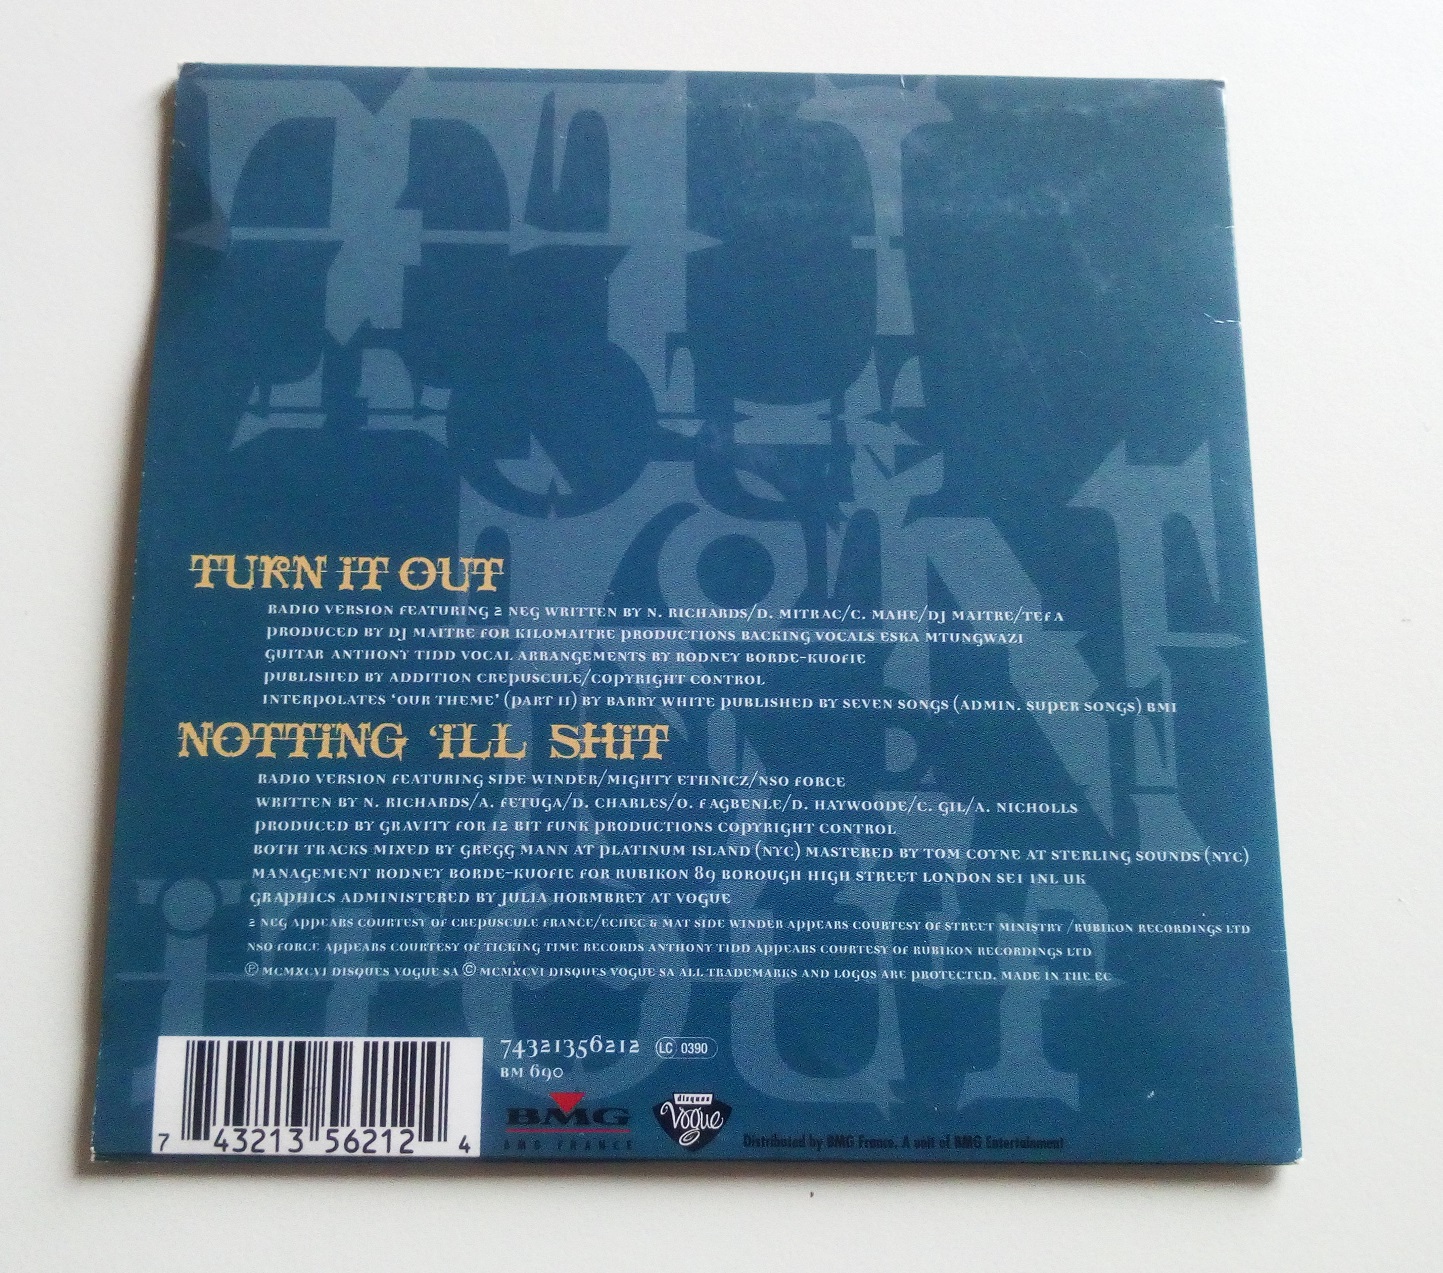 TURN iT OUT
RADIO VERSION FEATURING 2 NEG WRITTEN BY N. RICHARDS/D. MITRAC/C. MAHE/DJ MAITRE/TEFA
PRODUCED BY DJ MAITRE FOR KILOMAITRE PRODUCTIONS BACKING VOCALS ESKA MTUNGWAZI
GUITAR ANTHONY TIDD VOCAL ARRANGEMENTS BY RODNEY BORDE-KUOFIE
PUBLISHED BY ADDITION CREPUSCULE/COPYRIGHT CONTROL
INTERPOLATES 'OUR THEME' (PART II) BY BARRY WHITE PUBLISHED BY SEVEN SONGS (ADMIN. SUPER SONGS) BMI
NOTTiNG 'iLL SHiT
RADIO VERSION FEATURING SIDE WINDER/MIGHTY ETHNICZ/NSO FORCE
WRITTEN BY N. RICHARDS/A. FETUGA/D. CHARLES/O. FAGBENLE/D. HAYWOODE/C. GIL/A. NICHOLLS
PRODUCED BY GRAVITY FOR 12 BIT FUNK PRODUCTIONS COPYRIGHT CONTROL
BOTH TRACKS MIXED BY GREGG MANN AT PLATINUM ISLAND (NYC) MASTERED BY TOM COYNE AT STERLING SOUNDS (NYC)
MANAGEMENT RODNEY BORDE-KUOFIE FOR RUBIKON 89 BOROUGH HIGH STREET LONDON SE1 1NL UK
GRAPHICS ADMINISTERED BY JULIA HORMBREY AT VOGUE
2 NEG APPEARS COURTESY OF CREPUSCULE FRANCE/ECHEC & MAT SIDE WINDER APPEARS COURTESY OF STREET MINISTRY /RUBIKON RECORDINGS LTD
NSO FORCE APPEARS COURTESY OF TICKING TIME RECORDS ANTHONY TIDD APPEARS COURTESY OF RUBIKON RECORDINGS LTD
℗ MCMXCVI DISQUES VOGUE SA © MCMXCVI DISQUES VOGUE SA ALL TRADEMARKS AND LOGOS ARE PROTECTED. MADE IN THE EC
74321356212 LC 0390
BM 690
BMG
BMG FRANCE
disques
Vogue
Distributed by BMG France. A unit of BMG Entertainment
7 43213 56212 4